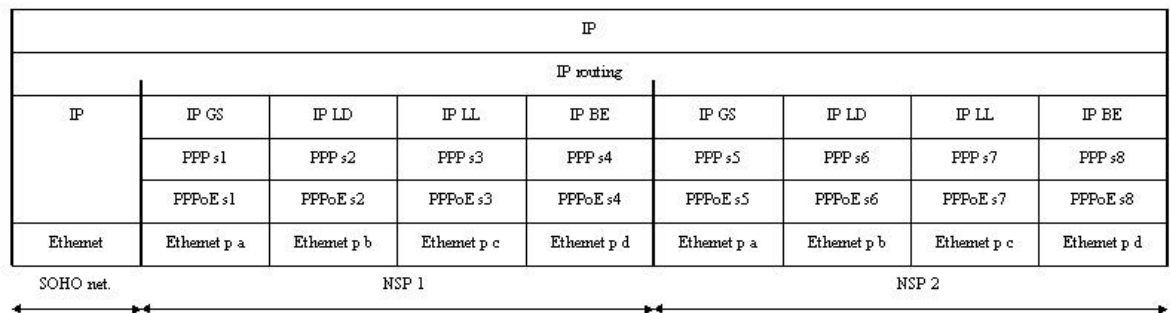 IP
IP routing
IP IP GS IP LD IP LL IP BE IP GS IP LD IP LL IP BE
PPP s1 PPP s2 PPP s3 PPP s4 PPP s5 PPP s6 PPP s7 PPP s8
PPPoE s1 PPPoE s2 PPPoE s3 PPPoE s4 PPPoE s5 PPPoE s6 PPPoE s7 PPPoE s8
Ethernet Ethernet p a Ethernet p b Ethernet p c Ethernet p d Ethernet p a Ethernet p b Ethernet p c Ethernet p d
SOHO net. NSP 1 NSP 2